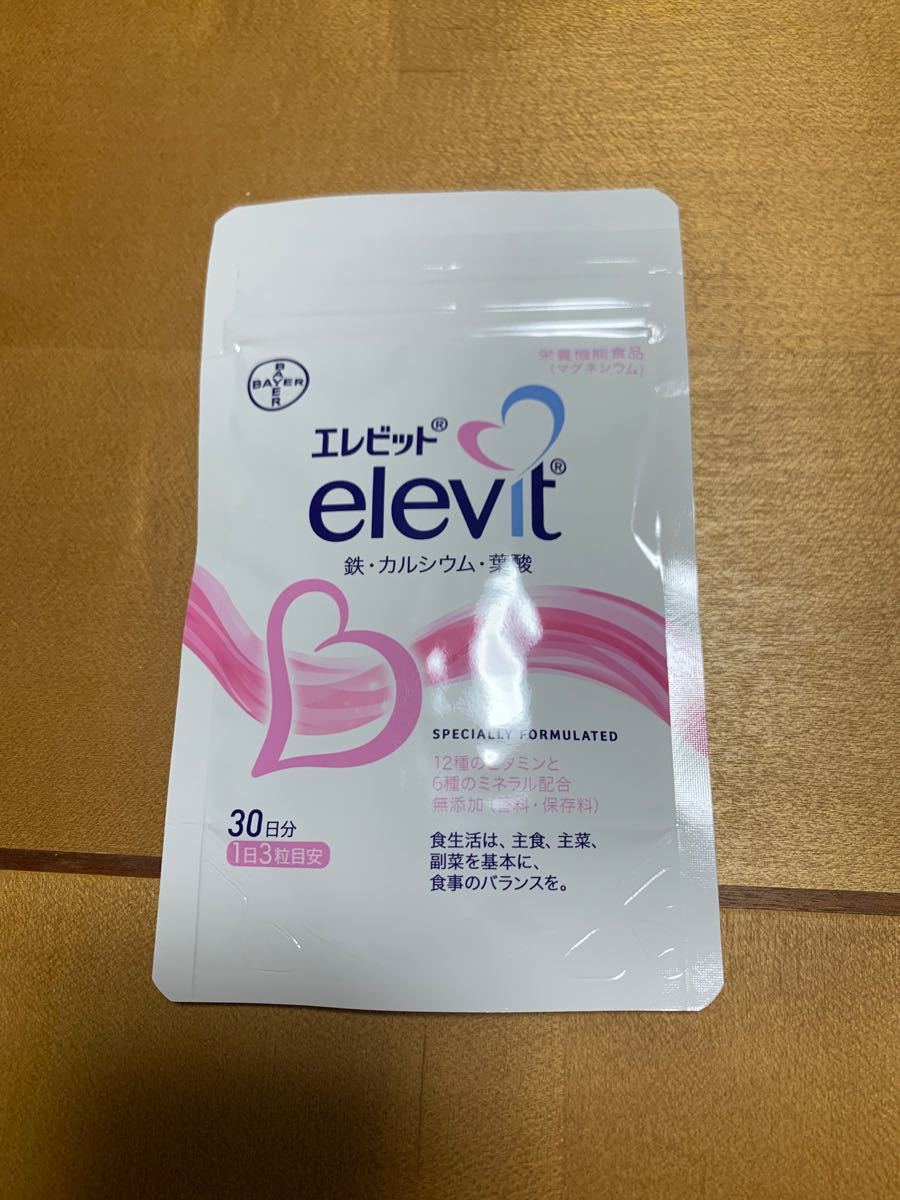 栄養機能食品
(マグネシウム)
BAYER
BAYER
エレビット®
elevit®
鉄・カルシウム・葉酸
SPECIALLY FORMULATED
12種のビタミンと
6種のミネラル配合
無添加(香料・保存料)
30日分
1日3粒目安
食生活は、主食、主菜、
副菜を基本に、
食事のバランスを。